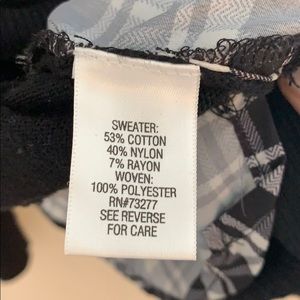 SWEATER:
53% COTTON
40% NYLON
7% RAYON
WOVEN:
100% POLYESTER
RN#73277
SEE REVERSE
FOR CARE